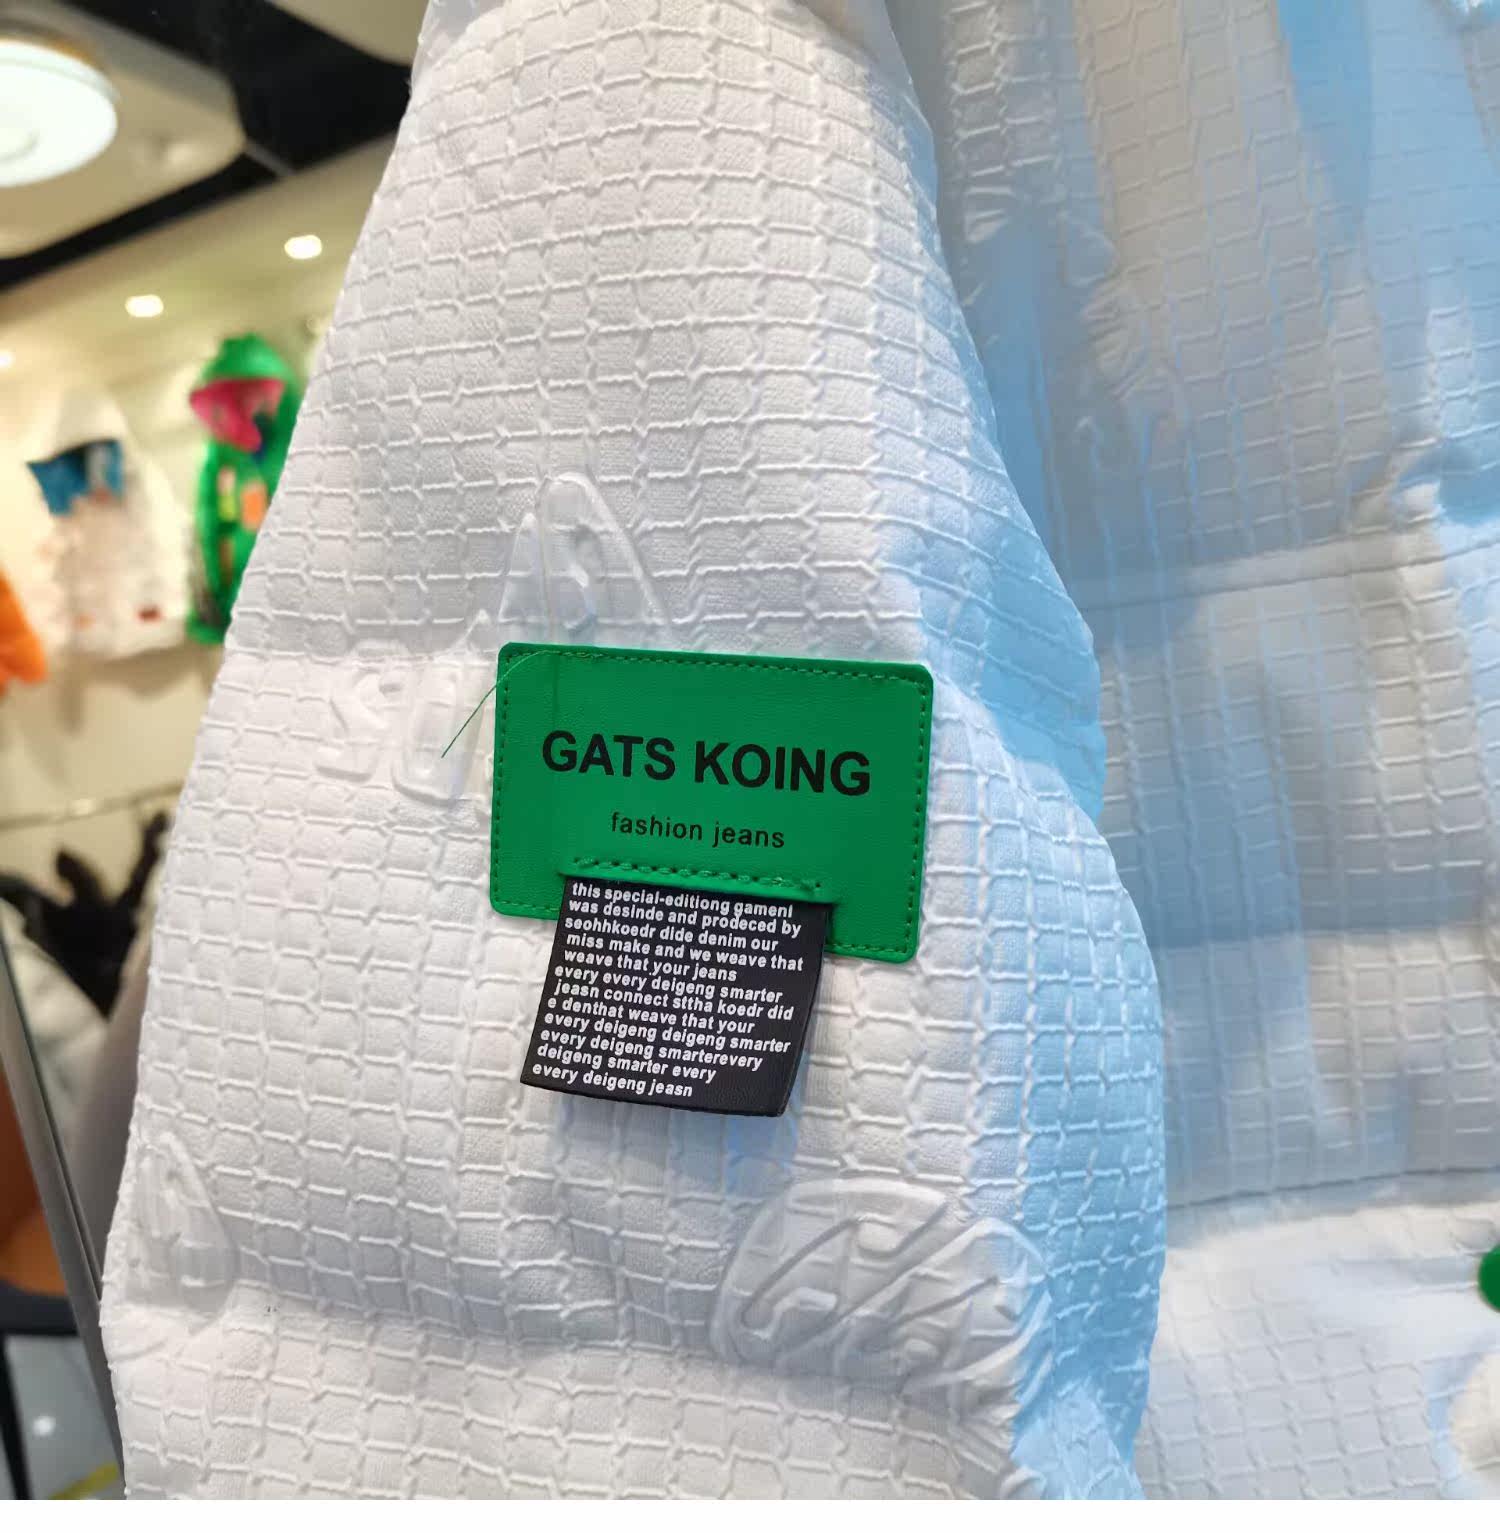 GATS KOING
fashion jeans
this special-editiong gamenl
was desinde and prodeced by
seohhkoedr dide denim our
miss make and we weave that
weave that your jeans
every every deigeng smarter
jeasn connect sttha koedr did
e denthat weave that your
every deigeng deigeng smarter
every deigeng smarterevery
deigeng smarter every
every deigeng jeasn